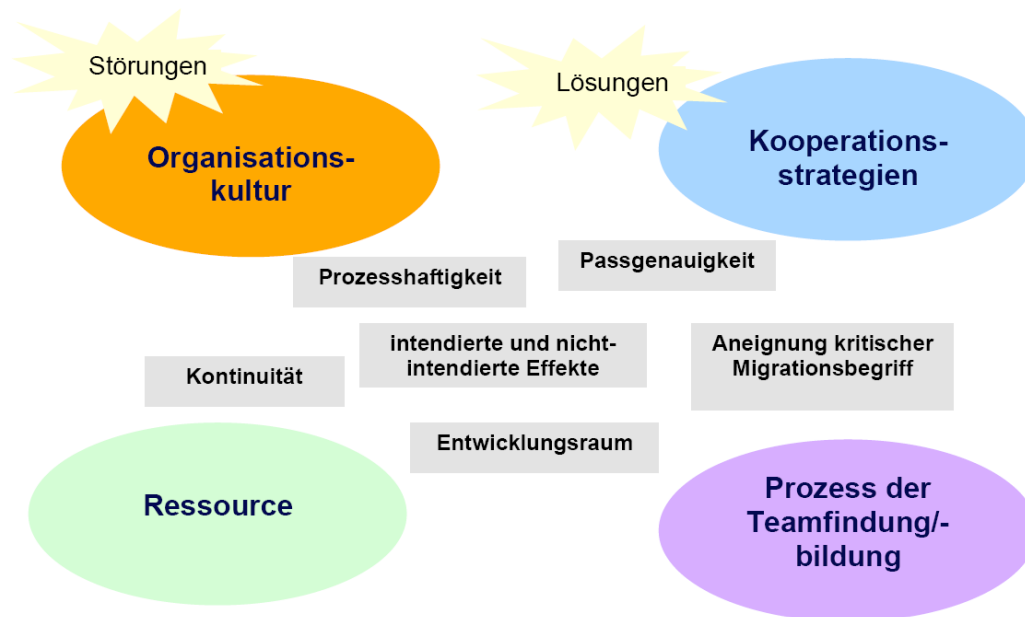 Störungen
Lösungen
Organisations-
kultur
Kooperations-
strategien
Prozesshaftigkeit
Passgenauigkeit
intendierte und nicht-
intendierte Effekte
Aneignung kritischer
Migrationsbegriff
Kontinuität
Entwicklungsraum
Ressource
Prozess der
Teamfindung/-
bildung